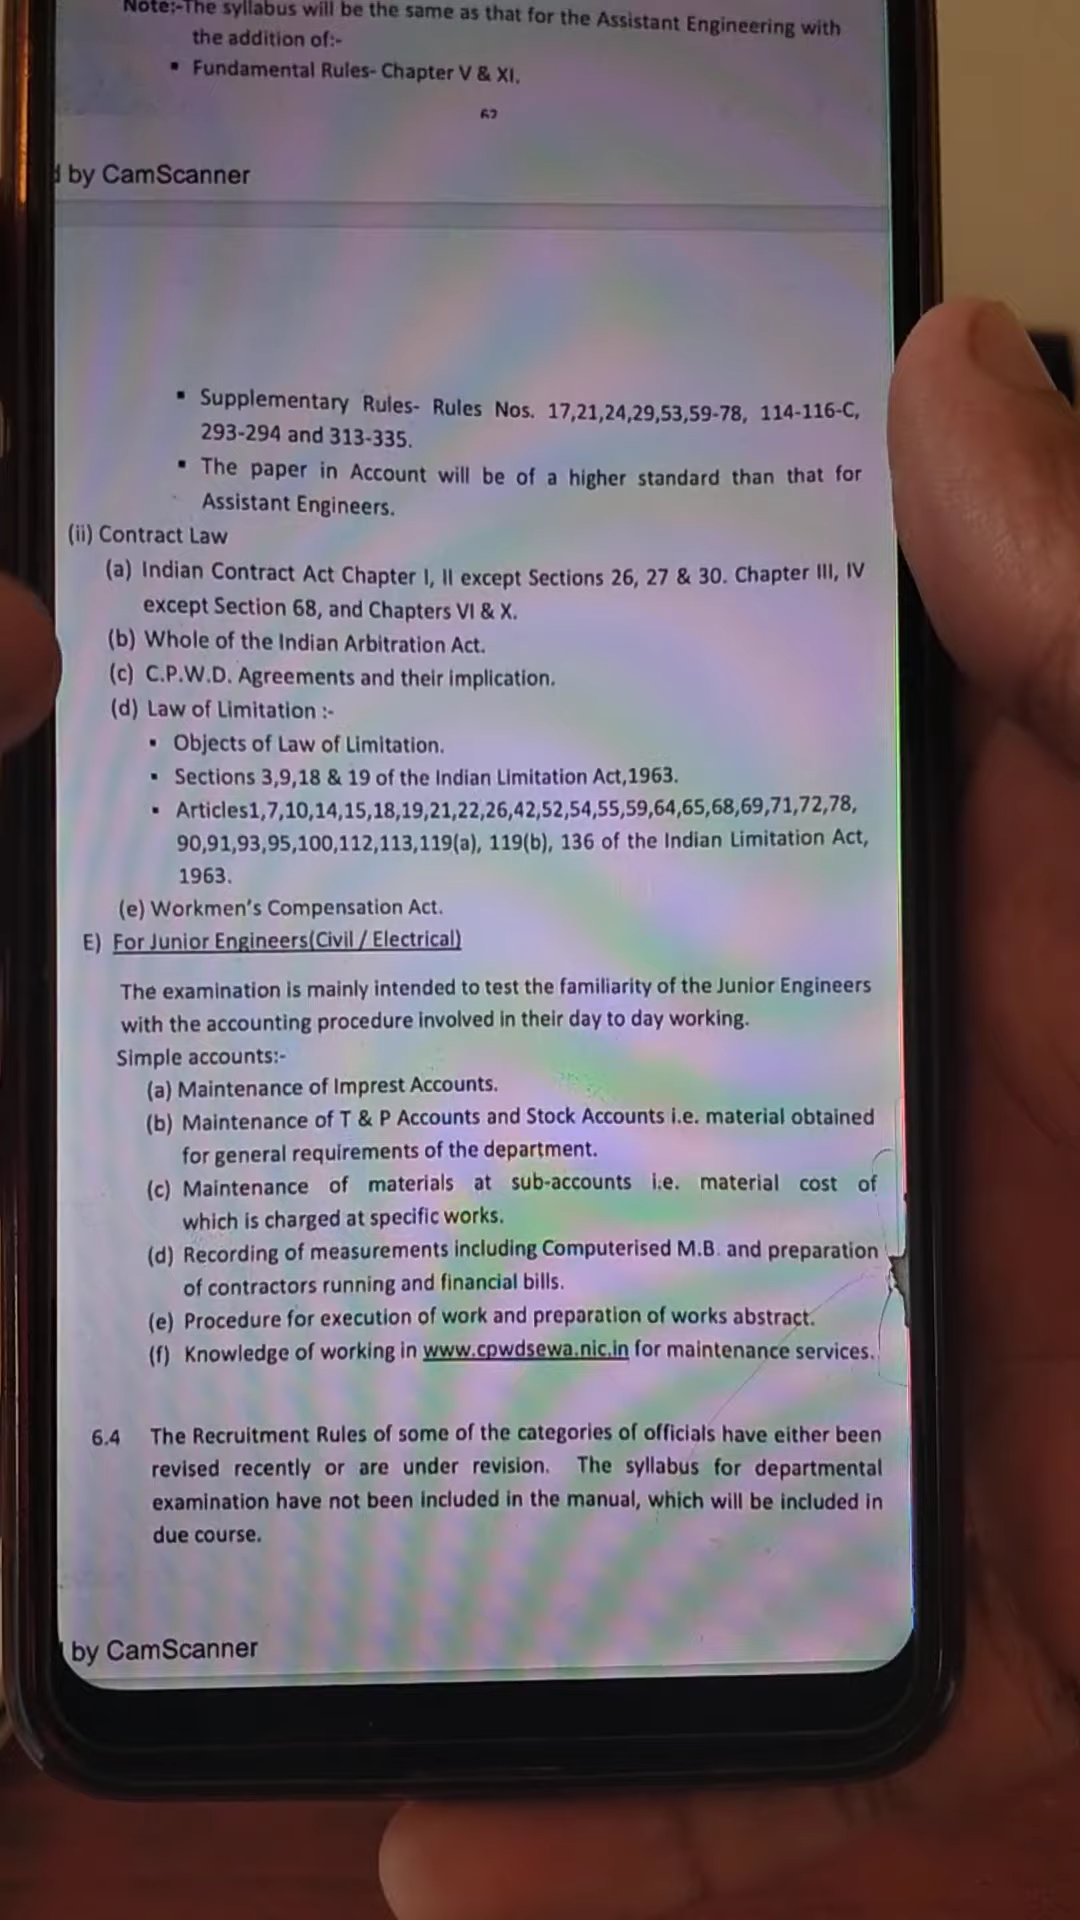 Note:-The syllabus will be the same as that for the Assistant Engineering with
the addition of:-
▪ Fundamental Rules- Chapter V & XI.
62
by CamScanner
▪ Supplementary Rules- Rules Nos. 17,21,24,29,53,59-78, 114-116-C,
293-294 and 313-335.
▪ The paper in Account will be of a higher standard than that for
Assistant Engineers.
(ii) Contract Law
(a) Indian Contract Act Chapter I, II except Sections 26, 27 & 30. Chapter III, IV
except Section 68, and Chapters VI & X.
(b) Whole of the Indian Arbitration Act.
(c) C.P.W.D. Agreements and their implication.
(d) Law of Limitation :-
▪ Objects of Law of Limitation.
▪ Sections 3,9,18 & 19 of the Indian Limitation Act,1963.
▪ Articles1,7,10,14,15,18,19,21,22,26,42,52,54,55,59,64,65,68,69,71,72,78,
90,91,93,95,100,112,113,119(a), 119(b), 136 of the Indian Limitation Act,
1963.
(e) Workmen's Compensation Act.
E) For Junior Engineers(Civil / Electrical)
The examination is mainly intended to test the familiarity of the Junior Engineers
with the accounting procedure involved in their day to day working.
Simple accounts:-
(a) Maintenance of Imprest Accounts.
(b) Maintenance of T & P Accounts and Stock Accounts i.e. material obtained
for general requirements of the department.
(c) Maintenance of materials at sub-accounts i.e. material cost of
which is charged at specific works.
(d) Recording of measurements including Computerised M.B. and preparation
of contractors running and financial bills.
(e) Procedure for execution of work and preparation of works abstract.
(f) Knowledge of working in www.cpwdsewa.nic.in for maintenance services.
6.4 The Recruitment Rules of some of the categories of officials have either been
revised recently or are under revision. The syllabus for departmental
examination have not been included in the manual, which will be included in
due course.
by CamScanner